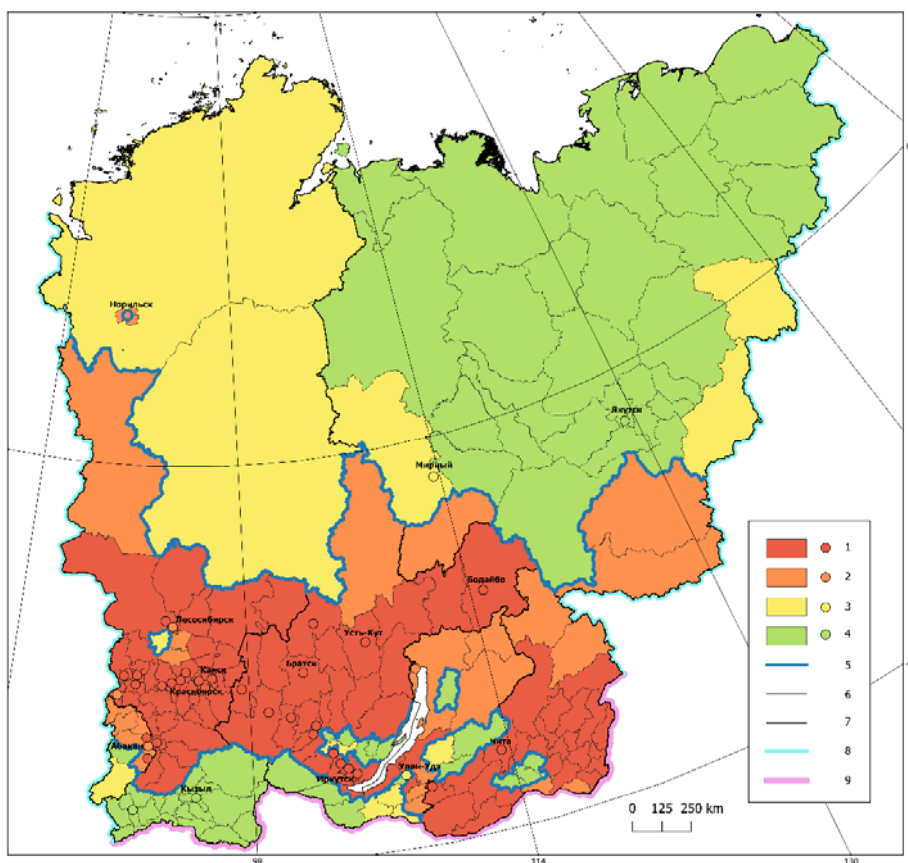 Норильск
Якутск
Мирный
Бодайбо
Лесосибирск
Усть-Кут
Братск
Канск
Красноярск
Абакан
Чита
Улан-Удэ
Иркутск
Кызыл
1
2
3
4
5
6
7
8
9
0 125 250 km
98
114
130